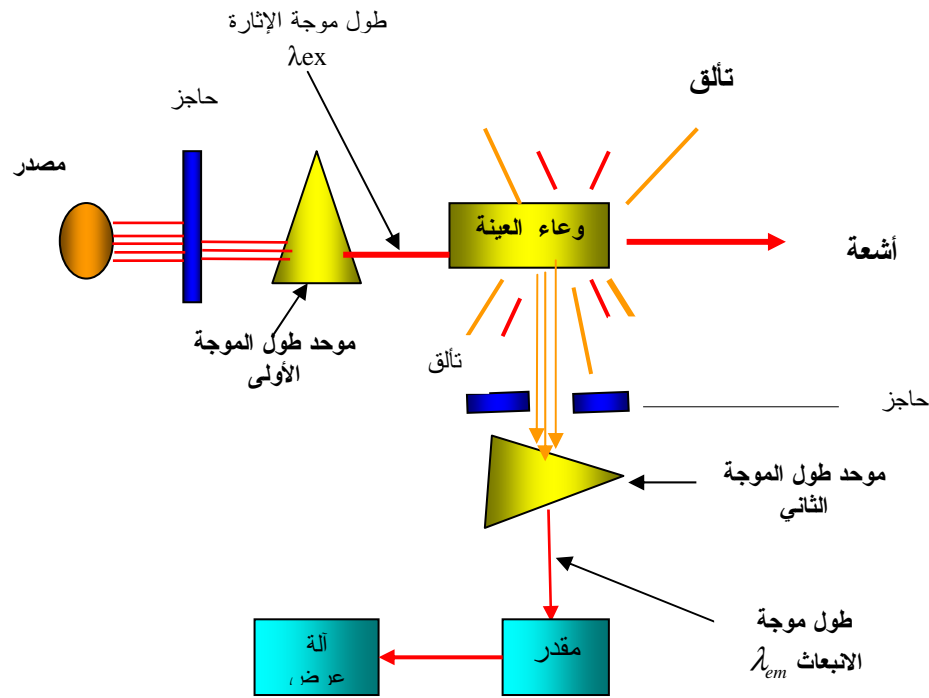 طول موجة الإثارة
λex
تألق
حاجز
مصدر
وعاء العينة
أشعة
موحد طول الموجة
الأولى
تألق
حاجز
موحد طول الموجة
الثاني
طول موجة
الانبعاث λem
مقدر
آلة
عرض